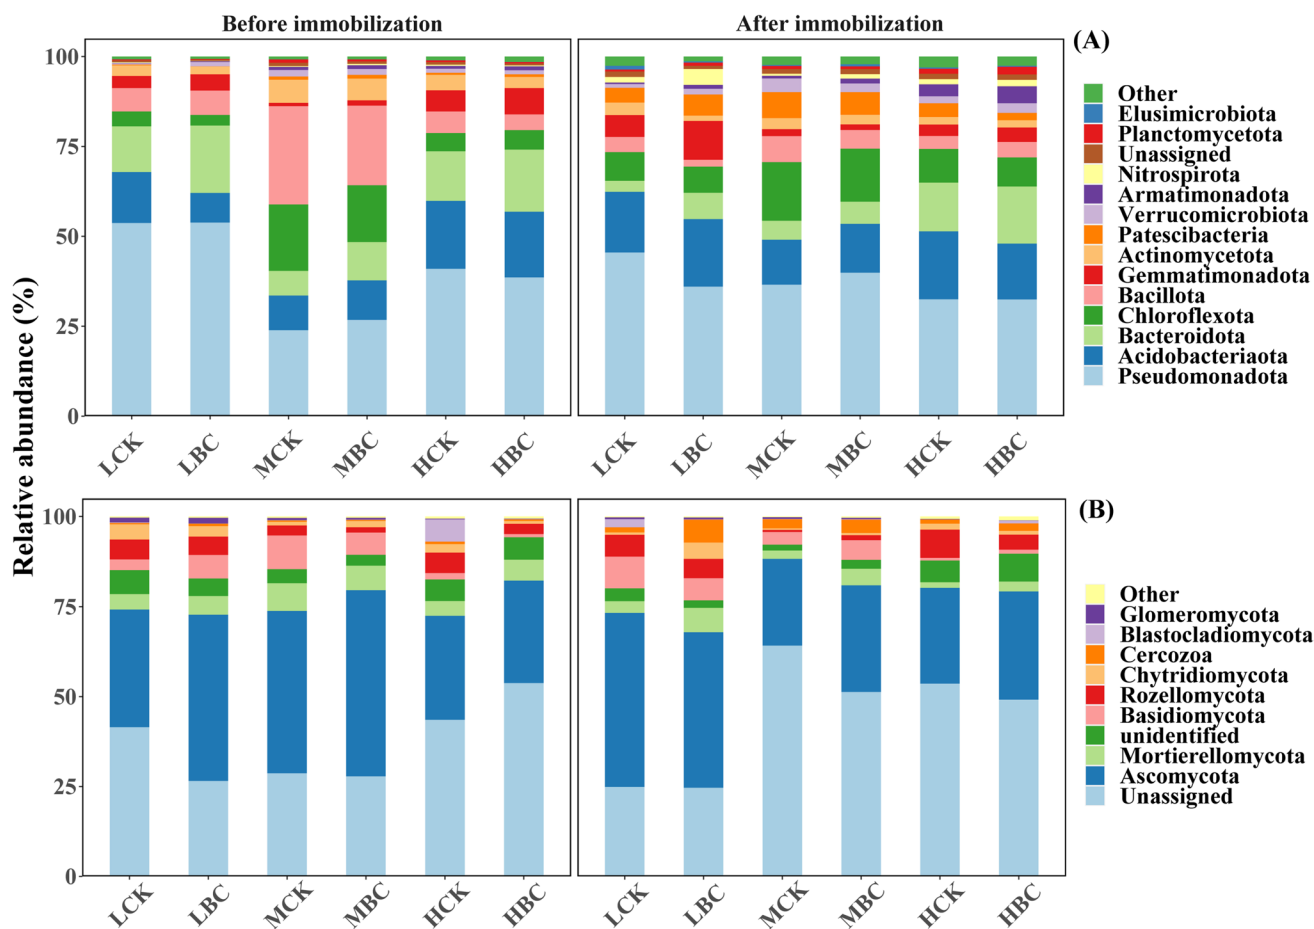 Before immobilization
After immobilization
(A)
Relative abundance (%)
100
75
50
25
0
LCK
LBC
MCK
MBC
HCK
HBC
LCK
LBC
MCK
MBC
HCK
HBC
Other
Elusimicrobiota
Planctomycetota
Unassigned
Nitrospirota
Armatimonadota
Verrucomicrobiota
Patescibacteria
Actinomycetota
Gemmatimonadota
Bacillota
Chloroflexota
Bacteroidota
Acidobacteriaota
Pseudomonadota
(B)
100
75
50
25
0
LCK
LBC
MCK
MBC
HCK
HBC
LCK
LBC
MCK
MBC
HCK
HBC
Other
Glomeromycota
Blastocladiomycota
Cercozoa
Chytridiomycota
Rozellomycota
Basidiomycota
unidentified
Mortierellomycota
Ascomycota
Unassigned